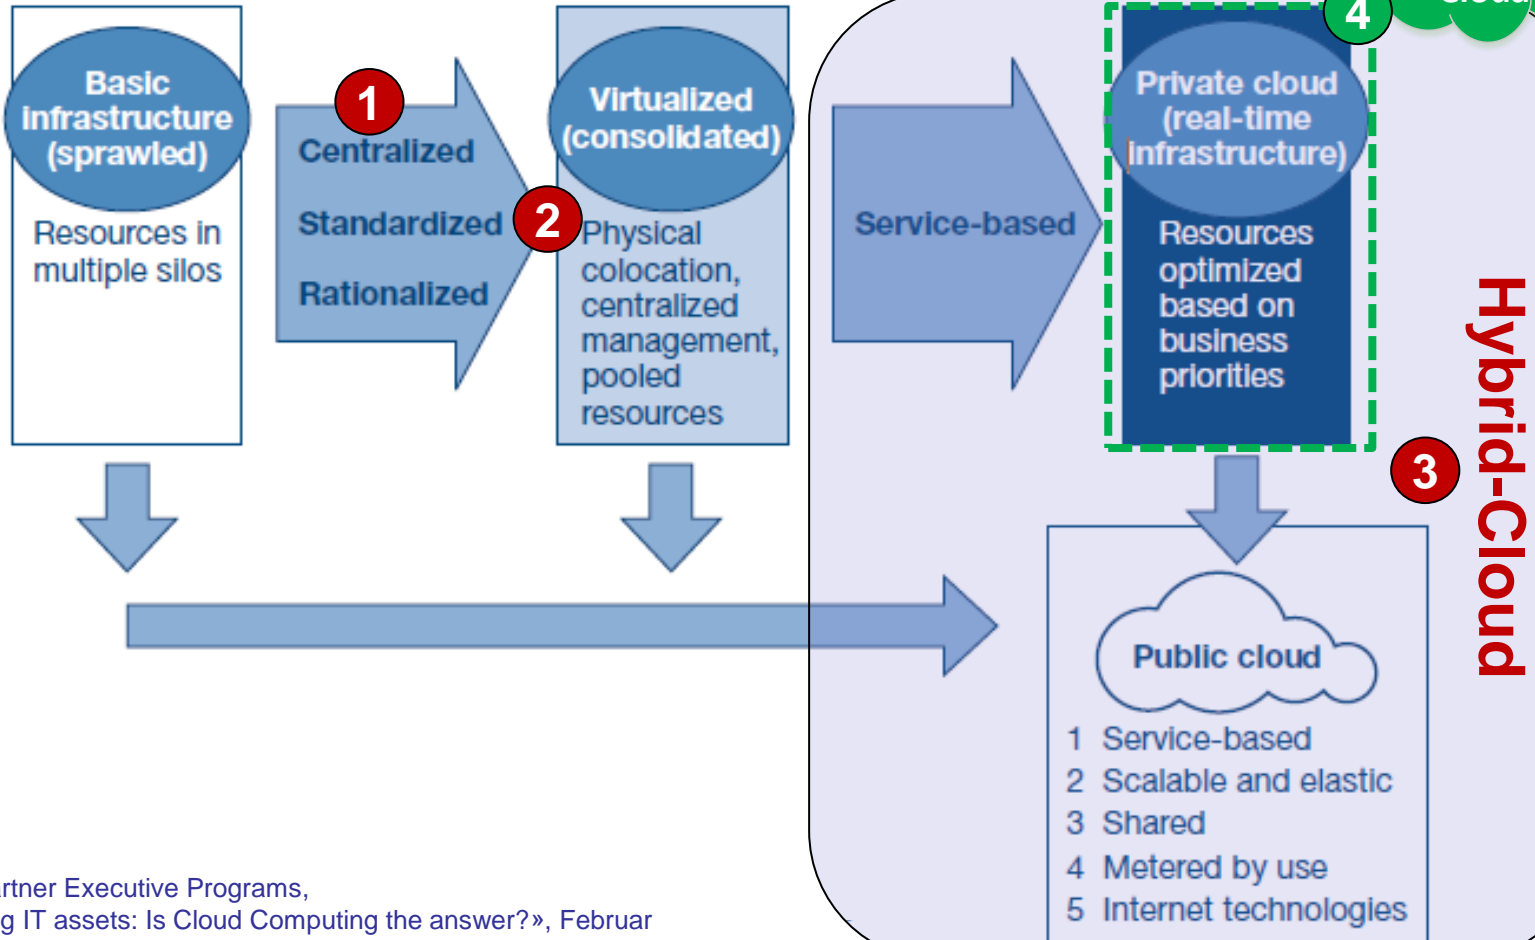 Basic
infrastructure
(sprawled)
Resources in
multiple silos
1
Centralized
Standardized
Rationalized
2
Virtualized
(consolidated)
Physical
colocation,
centralized
management,
pooled
resources
Service-based
4
Private cloud
(real-time
infrastructure)
Resources
optimized
based on
business
priorities
3
Hybrid-Cloud
Public cloud
1 Service-based
2 Scalable and elastic
3 Shared
4 Metered by use
5 Internet technologies
Executive Programs,
IT assets: Is Cloud Computing the answer?», Februar